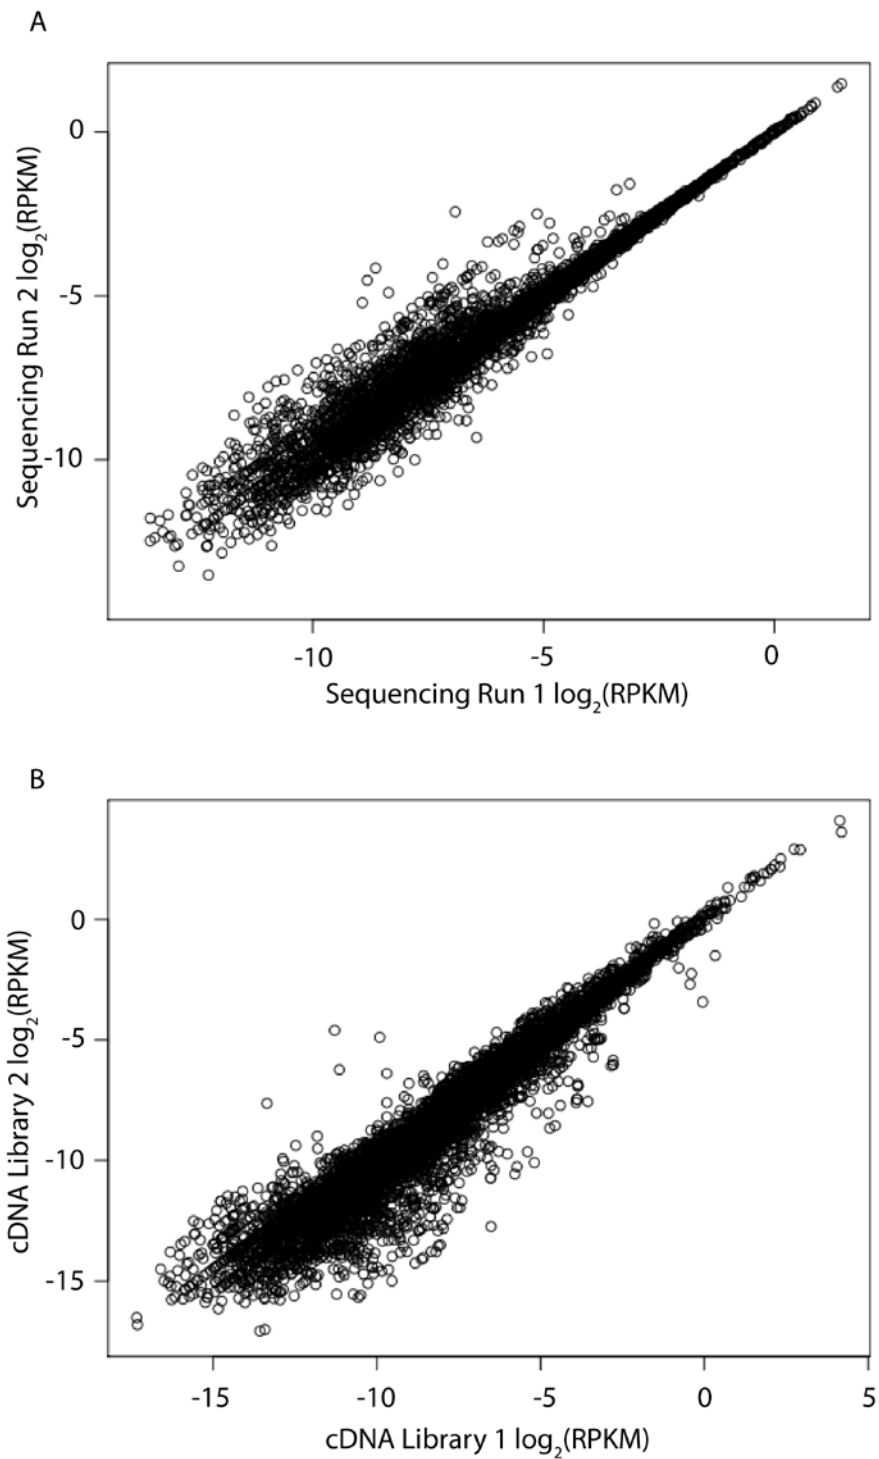 A
Sequencing Run 2 log2(RPKM)
0
-5
-10
-10 -5 0
Sequencing Run 1 log2(RPKM)
B
cDNA Library 2 log2(RPKM)
0
-5
-10
-15
-15 -10 -5 0 5
cDNA Library 1 log2(RPKM)